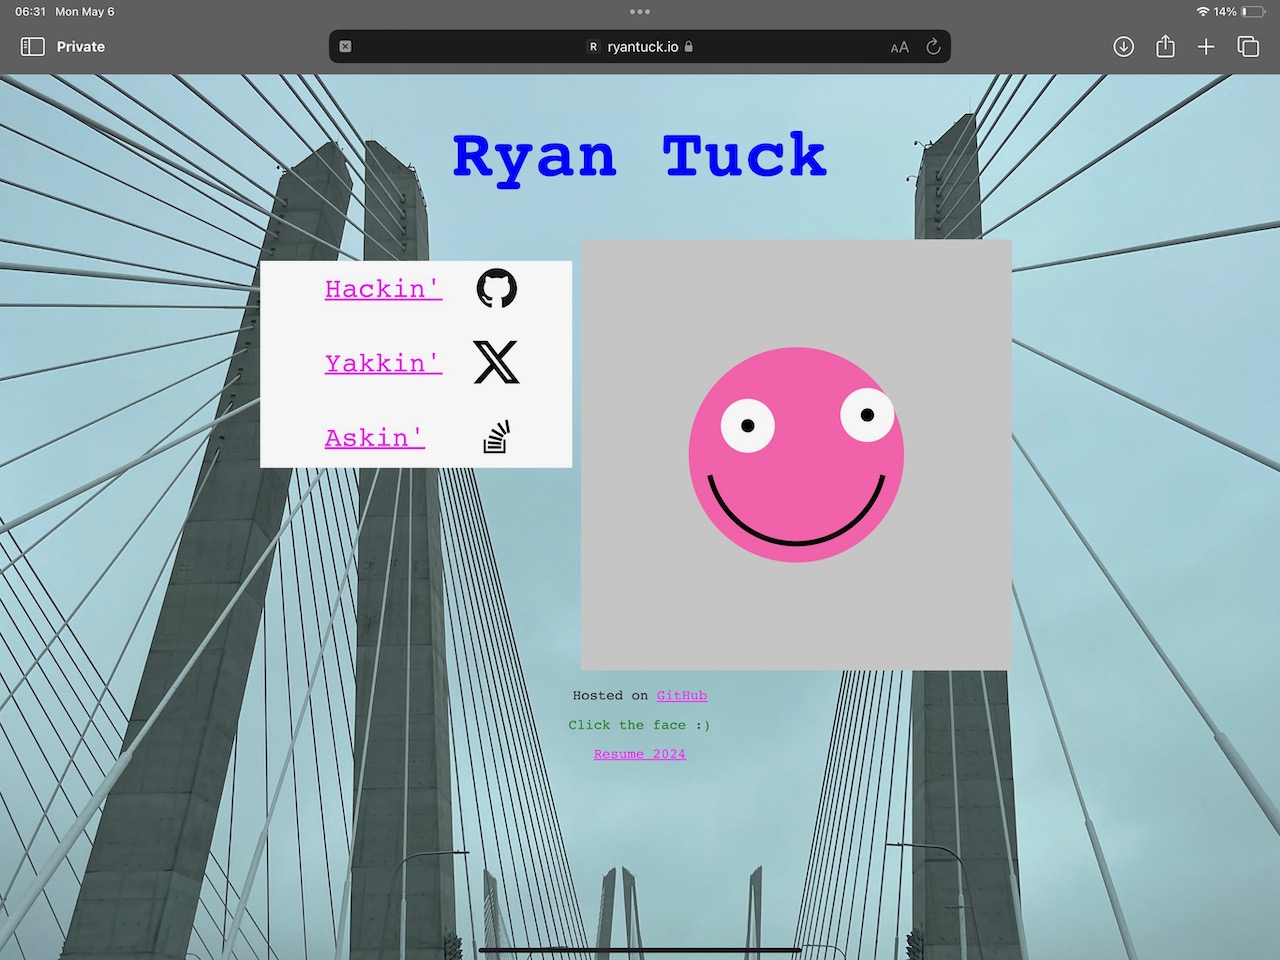 06:31 Mon May 6
14%
Private
R ryantuck.io
AA
Ryan Tuck
Hackin'
Yakkin'
Askin'
Hosted on GitHub
Click the face :)
Resume 2024